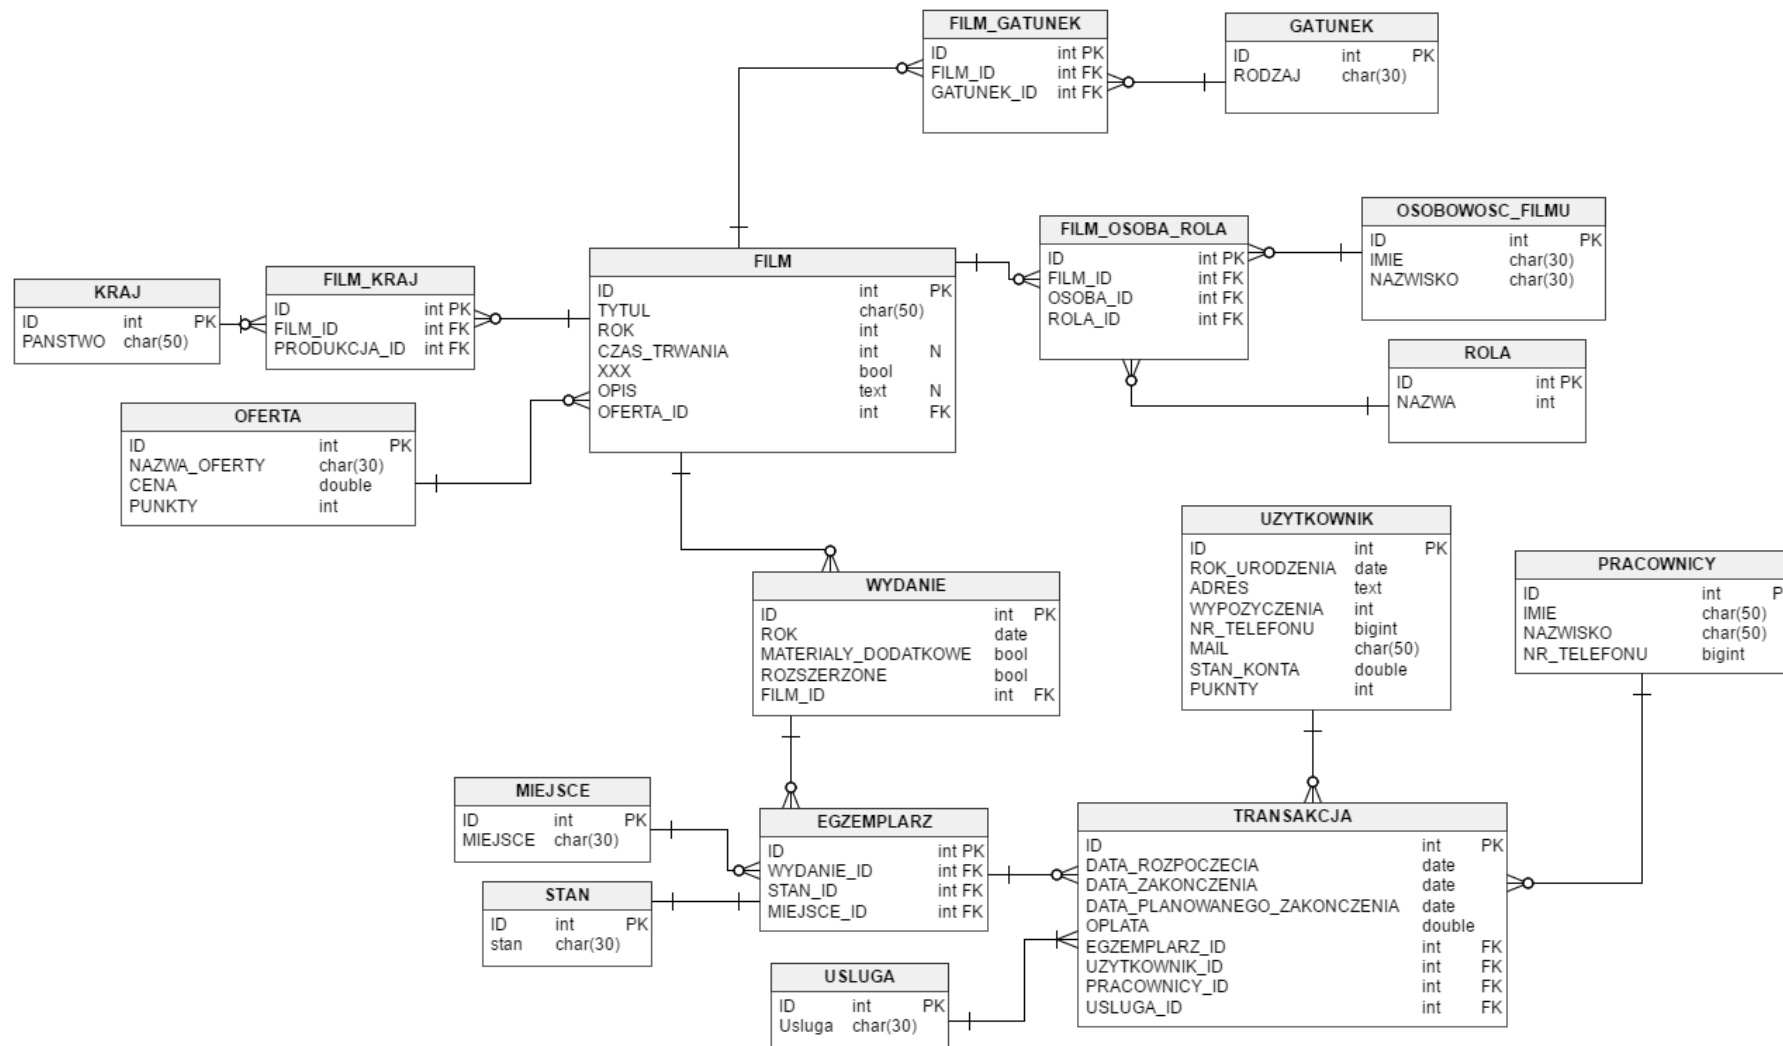 FILM_GATUNEK
ID int PK
FILM_ID int FK
GATUNEK_ID int FK
GATUNEK
ID int PK
RODZAJ char(30)
OSOBOWOSC_FILMU
ID int PK
IMIE char(30)
NAZWISKO char(30)
FILM_OSOBA_ROLA
ID int PK
FILM_ID int FK
OSOBA_ID int FK
ROLA_ID int FK
FILM
ID int PK
TYTUL char(50)
ROK int
CZAS_TRWANIA int N
XXX bool
OPIS text N
OFERTA_ID int FK
FILM_KRAJ
ID int PK
FILM_ID int FK
PRODUKCJA_ID int FK
KRAJ
ID int PK
PANSTWO char(50)
ROLA
ID int PK
NAZWA int
OFERTA
ID int PK
NAZWA_OFERTY char(30)
CENA double
PUNKTY int
UZYTKOWNIK
ID int PK
ROK_URODZENIA date
ADRES text
WYPOZYCZENIA int
NR_TELEFONU bigint
MAIL char(50)
STAN_KONTA double
PUKNTY int
PRACOWNICY
ID int P
IMIE char(50)
NAZWISKO char(50)
NR_TELEFONU bigint
WYDANIE
ID int PK
ROK date
MATERIALY_DODATKOWE bool
ROZSZERZONE bool
FILM_ID int FK
MIEJSCE
ID int PK
MIEJSCE char(30)
EGZEMPLARZ
ID int PK
WYDANIE_ID int FK
STAN_ID int FK
MIEJSCE_ID int FK
TRANSAKCJA
ID int PK
DATA_ROZPOCZECIA date
DATA_ZAKONCZENIA date
DATA_PLANOWANEGO_ZAKONCZENIA date
OPLATA double
EGZEMPLARZ_ID int FK
UZYTKOWNIK_ID int FK
PRACOWNICY_ID int FK
USLUGA_ID int FK
STAN
ID int PK
stan char(30)
USLUGA
ID int PK
Usluga char(30)